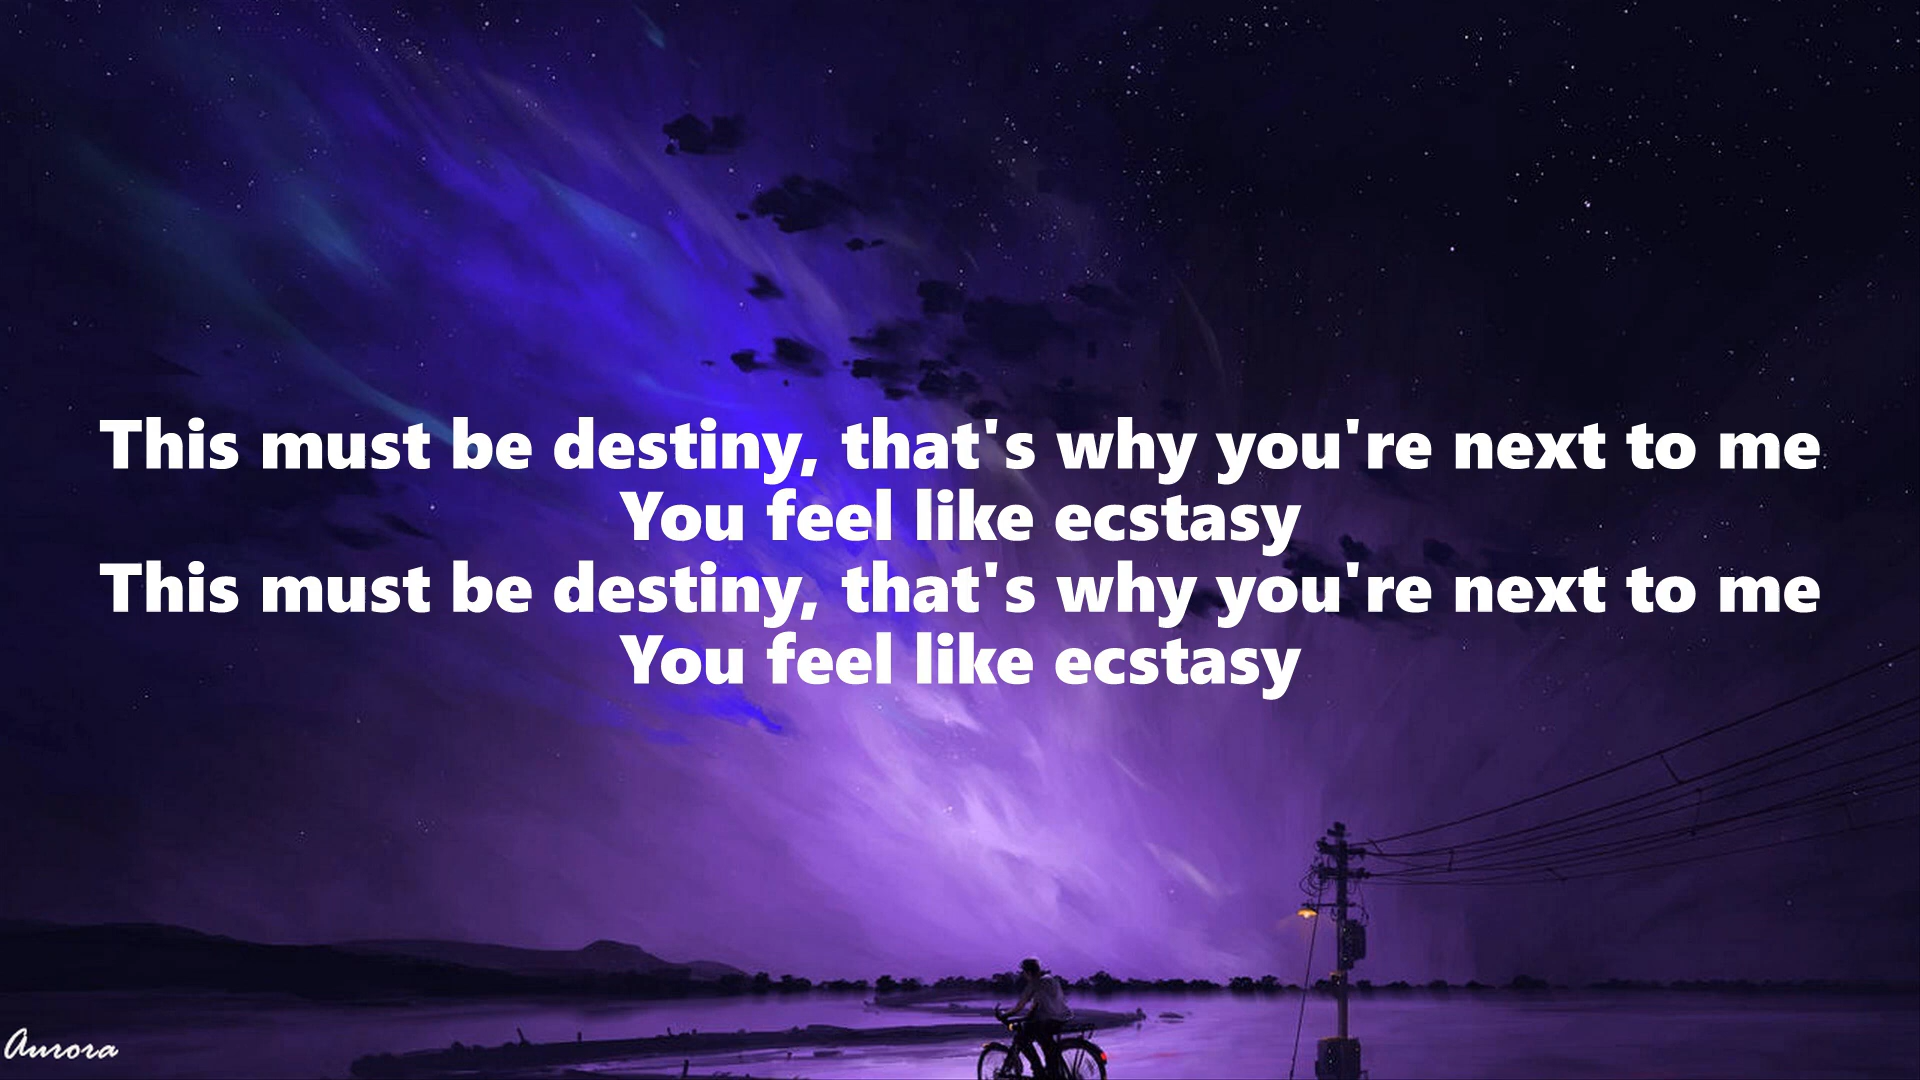 This must be destiny, that's why you're next to me
You feel like ecstasy
This must be destiny, that's why you're next to me
You feel like ecstasy
Aurora